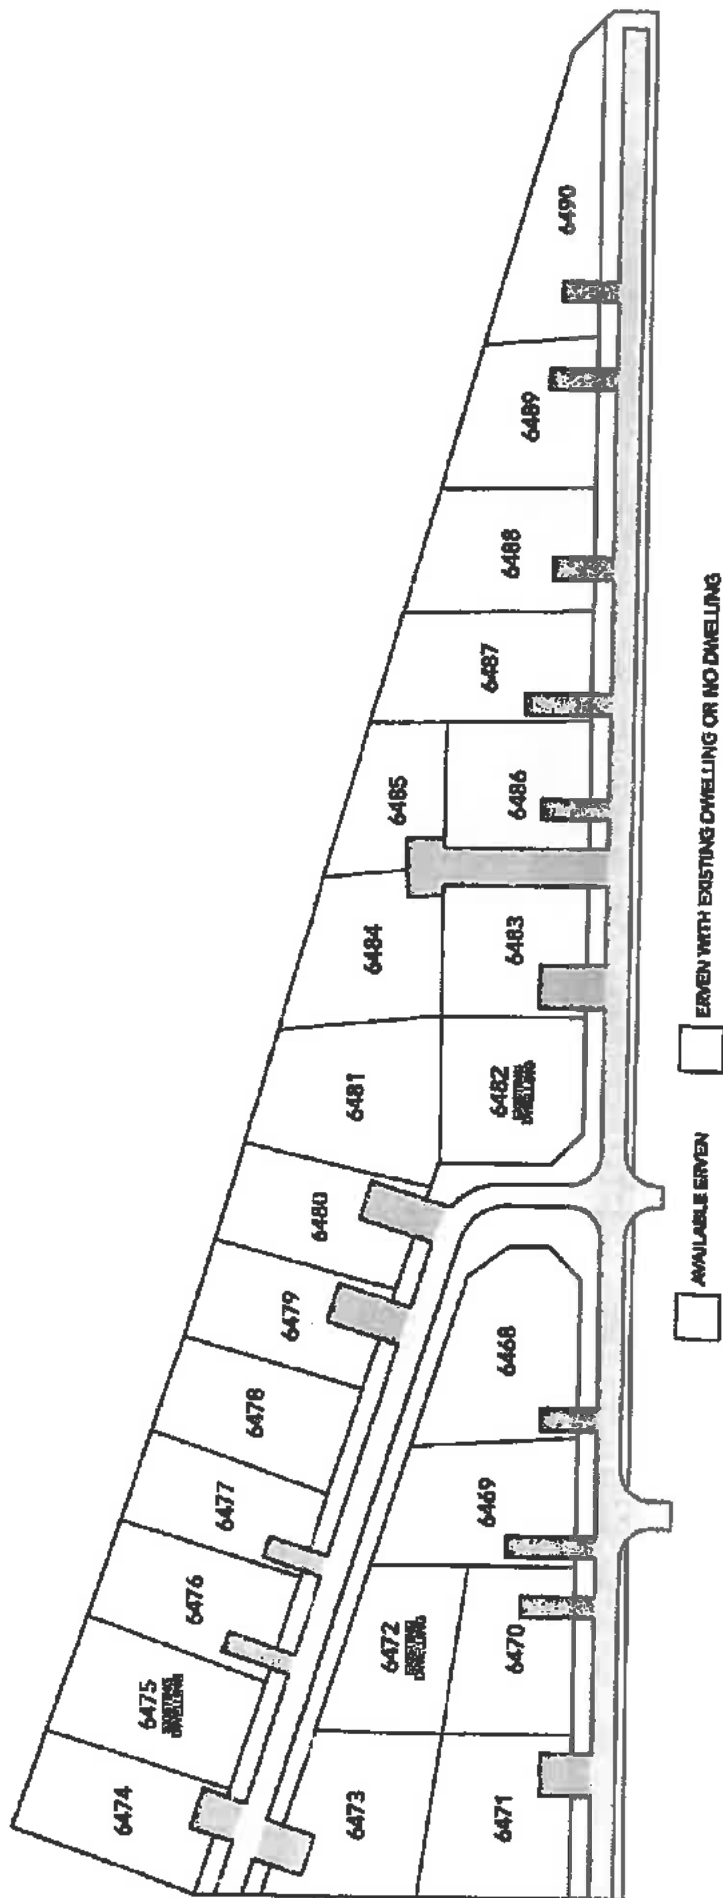 6474
6475
EXISTING
DWELLING
6476
6477
6478
6479
6480
6481
6484
6485
6487
6488
6489
6490
6473
6472
EXISTING
DWELLING
6469
6468
6482
EXISTING
DWELLING
6483
6486
6471
6470
AVAILABLE ERVEN
ERVEN WITH EXISTING DWELLING OR NO DWELLING